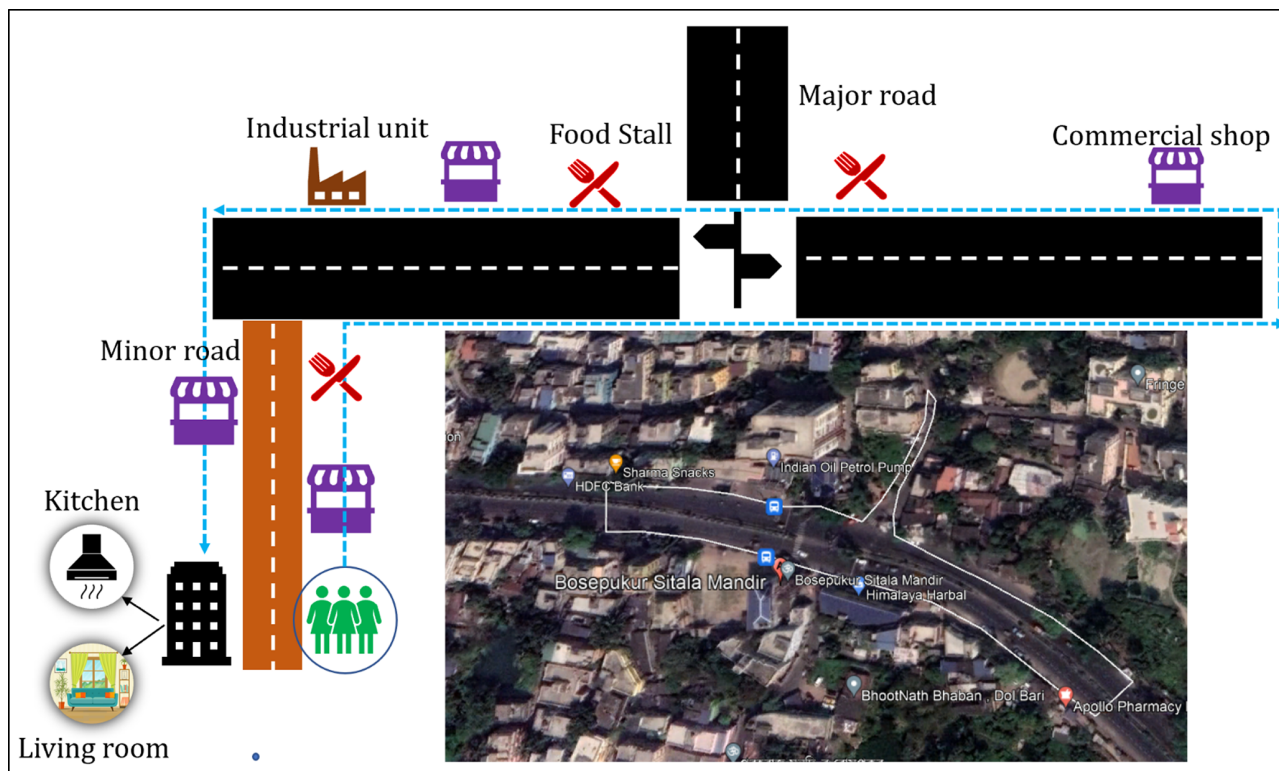 Major road
Industrial unit
Food Stall
Commercial shop
Minor road
Fringe
Sharma Snacks
Indian Oil Petrol Pump
HDFC Bank
Kitchen
Bosepukur Sitala Mandir
Bosepukur Sitala Mandir
Himalaya Harbal
BhootNath Bhaban , Dol Bari
Apollo Pharmacy
Living room